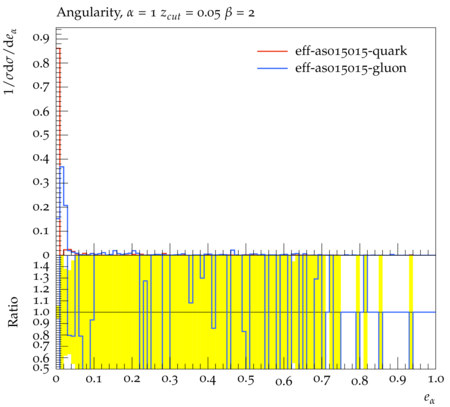 Angularity, α = 1 z_cut = 0.05 β = 2
1/σdσ/de_α
eff-as015015-quark
eff-as015015-gluon
0.9
0.8
0.7
0.6
0.5
0.4
0.3
0.2
0.1
0
Ratio
1.4
1.3
1.2
1.1
1.0
0.9
0.8
0.7
0.6
0.5
0 0.1 0.2 0.3 0.4 0.5 0.6 0.7 0.8 0.9 1.0
e_α